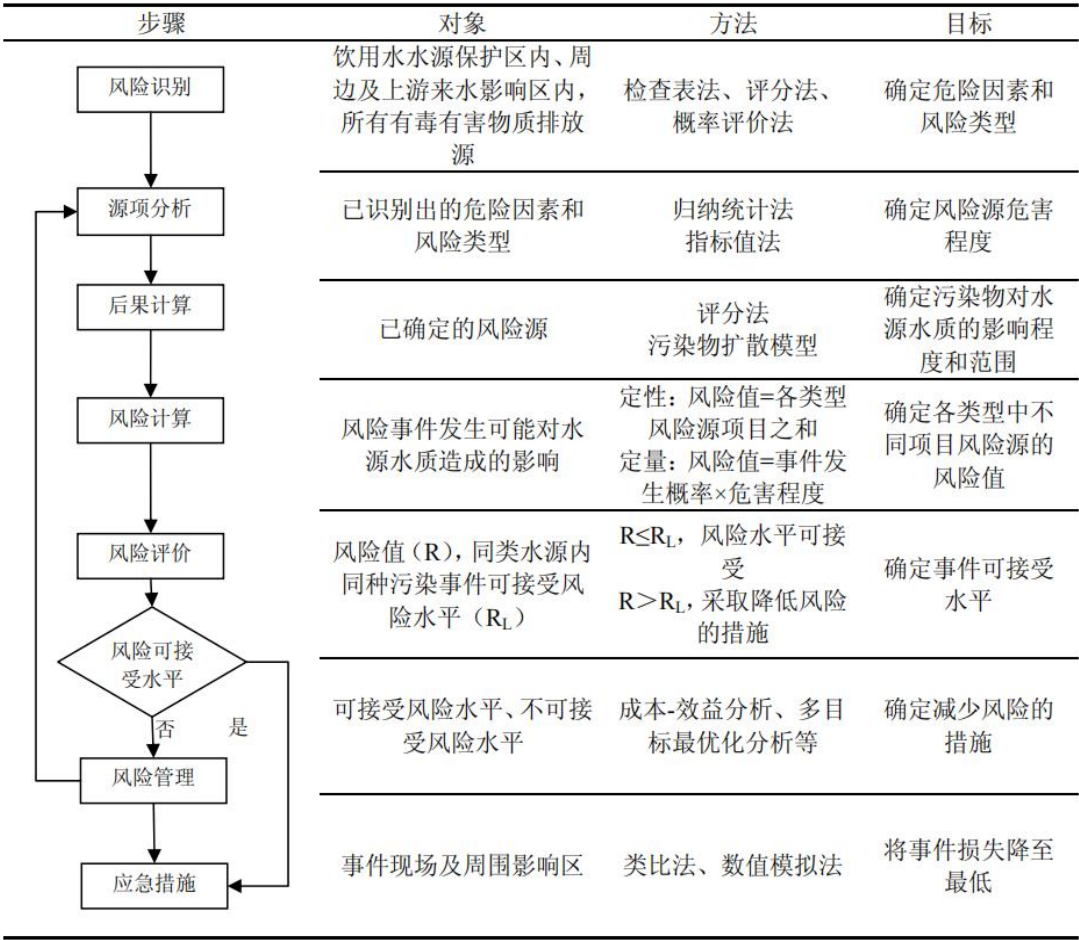 步骤
对象
方法
目标
风险识别
饮用水水源保护区内、周
边及上游来水影响区内，
所有有毒有害物质排放
源
检查表法、评分法、
概率评价法
确定危险因素和
风险类型
源项分析
已识别出的危险因素和
风险类型
归纳统计法
指标值法
确定风险源危害
程度
后果计算
已确定的风险源
评分法
污染物扩散模型
确定污染物对水
源水质的影响程
度和范围
风险计算
风险事件发生可能对水
源水质造成的影响
定性：风险值=各类型
风险源项目之和
定量：风险值=事件发
生概率×危害程度
确定各类型中不
同项目风险源的
风险值
风险评价
风险值（R），同类水源内
同种污染事件可接受风
险水平（RL）
R≤RL，风险水平可接
受
R＞RL，采取降低风险
的措施
确定事件可接受
水平
风险可接
受水平
否
是
可接受风险水平、不可接
受风险水平
成本-效益分析、多目
标最优化分析等
确定减少风险的
措施
风险管理
应急措施
事件现场及周围影响区
类比法、数值模拟法
将事件损失降至
最低